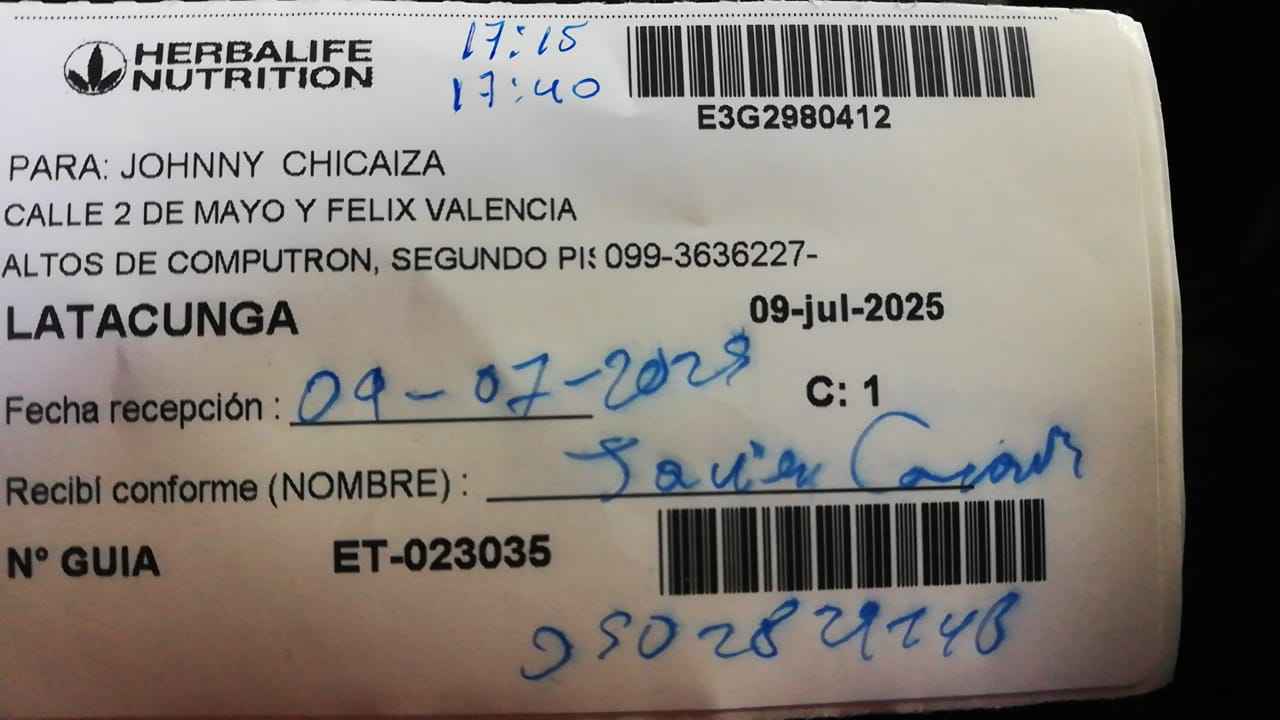 HERBALIFE
NUTRITION
17:15
17:40
E3G2980412
PARA: JOHNNY CHICAIZA
CALLE 2 DE MAYO Y FELIX VALENCIA
ALTOS DE COMPUTRON, SEGUNDO PIS 099-3636227-
LATACUNGA
09-jul-2025
Fecha recepción : 09-07-2025
C: 1
Recibí conforme (NOMBRE) : Javier
Nº GUIA ET-023035